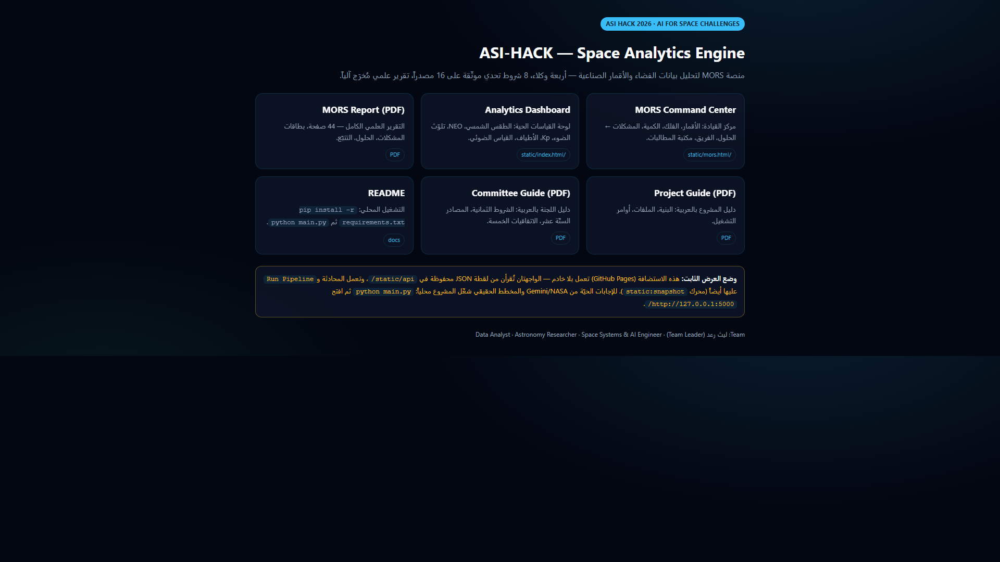 ASI HACK 2026 · AI FOR SPACE CHALLENGES
ASI-HACK — Space Analytics Engine
منصة MORS لتحليل بيانات الفضاء والأقمار الصناعية — أربعة وكلاء، 8 شروط تحدي موثّقة على 16 مصدراً، تقرير علمي مُخرَج آلياً.
MORS Command Center
مركز القيادة: الأقمار، الفلك، الكمية، المشكلات ←
الحلول، الفريق، مكتبة المطالبات.
static/mors.html/
Analytics Dashboard
لوحة القياسات الحية: الطقس الشمسي، NEO، تلوّث
الضوء، Kp، الأطياف، القياس الضوئي.
static/index.html/
MORS Report (PDF)
التقرير العلمي الكامل — 44 صفحة، بطاقات
المشكلات، الحلول، التتبّع.
PDF
Project Guide (PDF)
دليل المشروع بالعربية: البنية، الملفات، أوامر
التشغيل.
PDF
Committee Guide (PDF)
دليل اللجنة بالعربية: الشروط الثمانية، المصادر
الستّة عشر، الاتفاقيات الخمسة.
PDF
README
التشغيل المحلي: pip install -r
requirements.txt ثم python main.py.
docs
وضع العرض الثابت: هذه الاستضافة (GitHub Pages) تعمل بلا خادم — الواجهتان تُقرأن من لقطة JSON محفوظة في /static/api، وتعمل المحادثة و Run Pipeline
عليها أيضاً (محرك static:snapshot). للإجابات الحيّة من Gemini/NASA والمخطط الحقيقي شغّل المشروع محلياً: python main.py ثم افتح
http://127.0.0.1:5000/.
Team: ليث رعد (Team Leader) · Data Analyst · Astronomy Researcher · Space Systems & AI Engineer